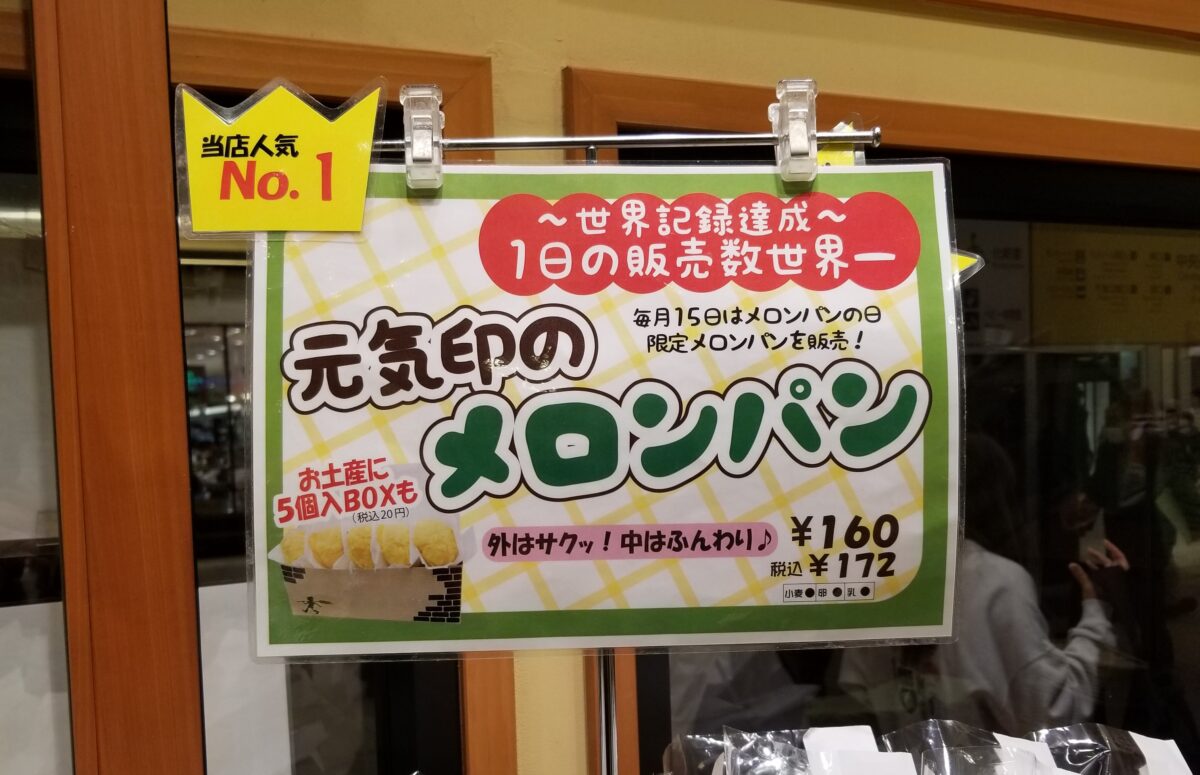 当店人気
No.1
～世界記録達成～
1日の販売数世界一
毎月15日はメロンパンの日
限定メロンパンを販売！
元気印の
メロンパン
お土産に
5個入BOXも
(税込20円)
外はサクッ！中はふんわり♪
¥160
税込 ¥172
小麦● 卵● 乳●